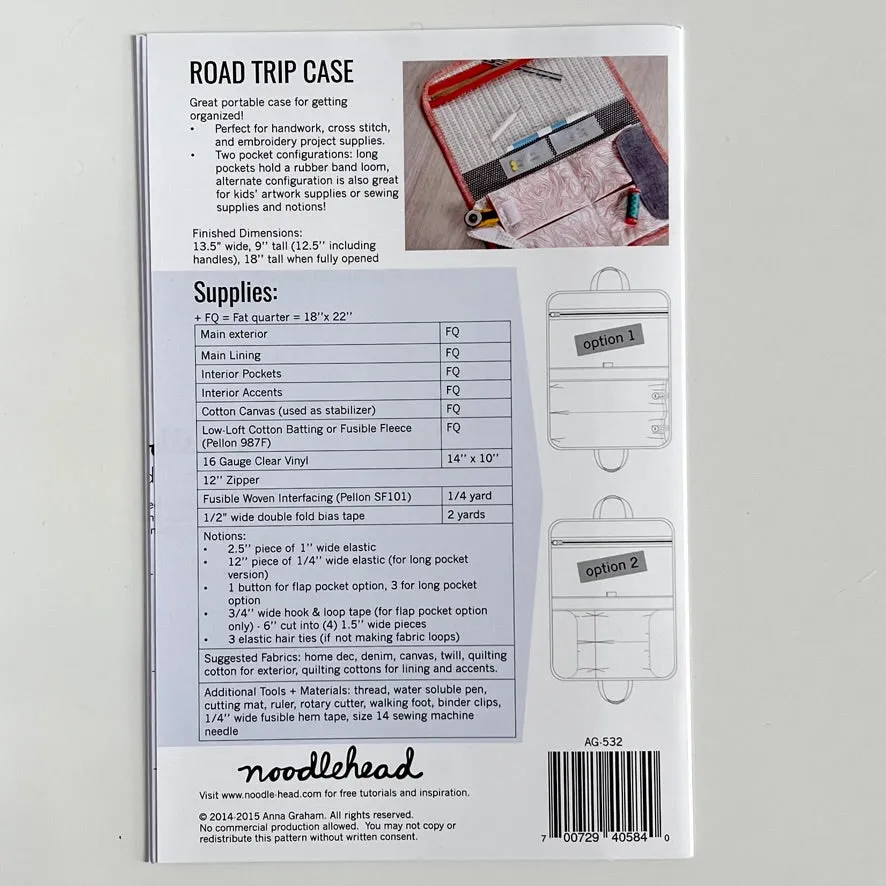 ROAD TRIP CASE
Great portable case for getting
organized!
• Perfect for handwork, cross stitch,
and embroidery project supplies.
• Two pocket configurations: long
pockets hold a rubber band loom,
alternate configuration is also great
for kids' artwork supplies or sewing
supplies and notions!
Finished Dimensions:
13.5" wide, 9'' tall (12.5'' including
handles), 18'' tall when fully opened
Supplies:
+ FQ = Fat quarter = 18''x 22''
Main exterior FQ
Main Lining FQ
Interior Pockets FQ
Interior Accents FQ
Cotton Canvas (used as stabilizer) FQ
Low-Loft Cotton Batting or Fusible Fleece FQ
(Pellon 987F)
16 Gauge Clear Vinyl 14'' x 10''
12'' Zipper
Fusible Woven Interfacing (Pellon SF101) 1/4 yard
1/2" wide double fold bias tape 2 yards
Notions:
• 2.5'' piece of 1'' wide elastic
• 12'' piece of 1/4'' wide elastic (for long pocket
version)
• 1 button for flap pocket option, 3 for long pocket
option
• 3/4'' wide hook & loop tape (for flap pocket option
only) - 6'' cut into (4) 1.5'' wide pieces
• 3 elastic hair ties (if not making fabric loops)
Suggested Fabrics: home dec, denim, canvas, twill, quilting
cotton for exterior, quilting cottons for lining and accents.
Additional Tools + Materials: thread, water soluble pen,
cutting mat, ruler, rotary cutter, walking foot, binder clips,
1/4'' wide fusible hem tape, size 14 sewing machine
needle
option 1
option 2
noodlehead
Visit www.noodle-head.com for free tutorials and inspiration.
© 2014-2015 Anna Graham. All rights reserved.
No commercial production allowed. You may not copy or
redistribute this pattern without written consent.
AG-532
7 00729 40584 0